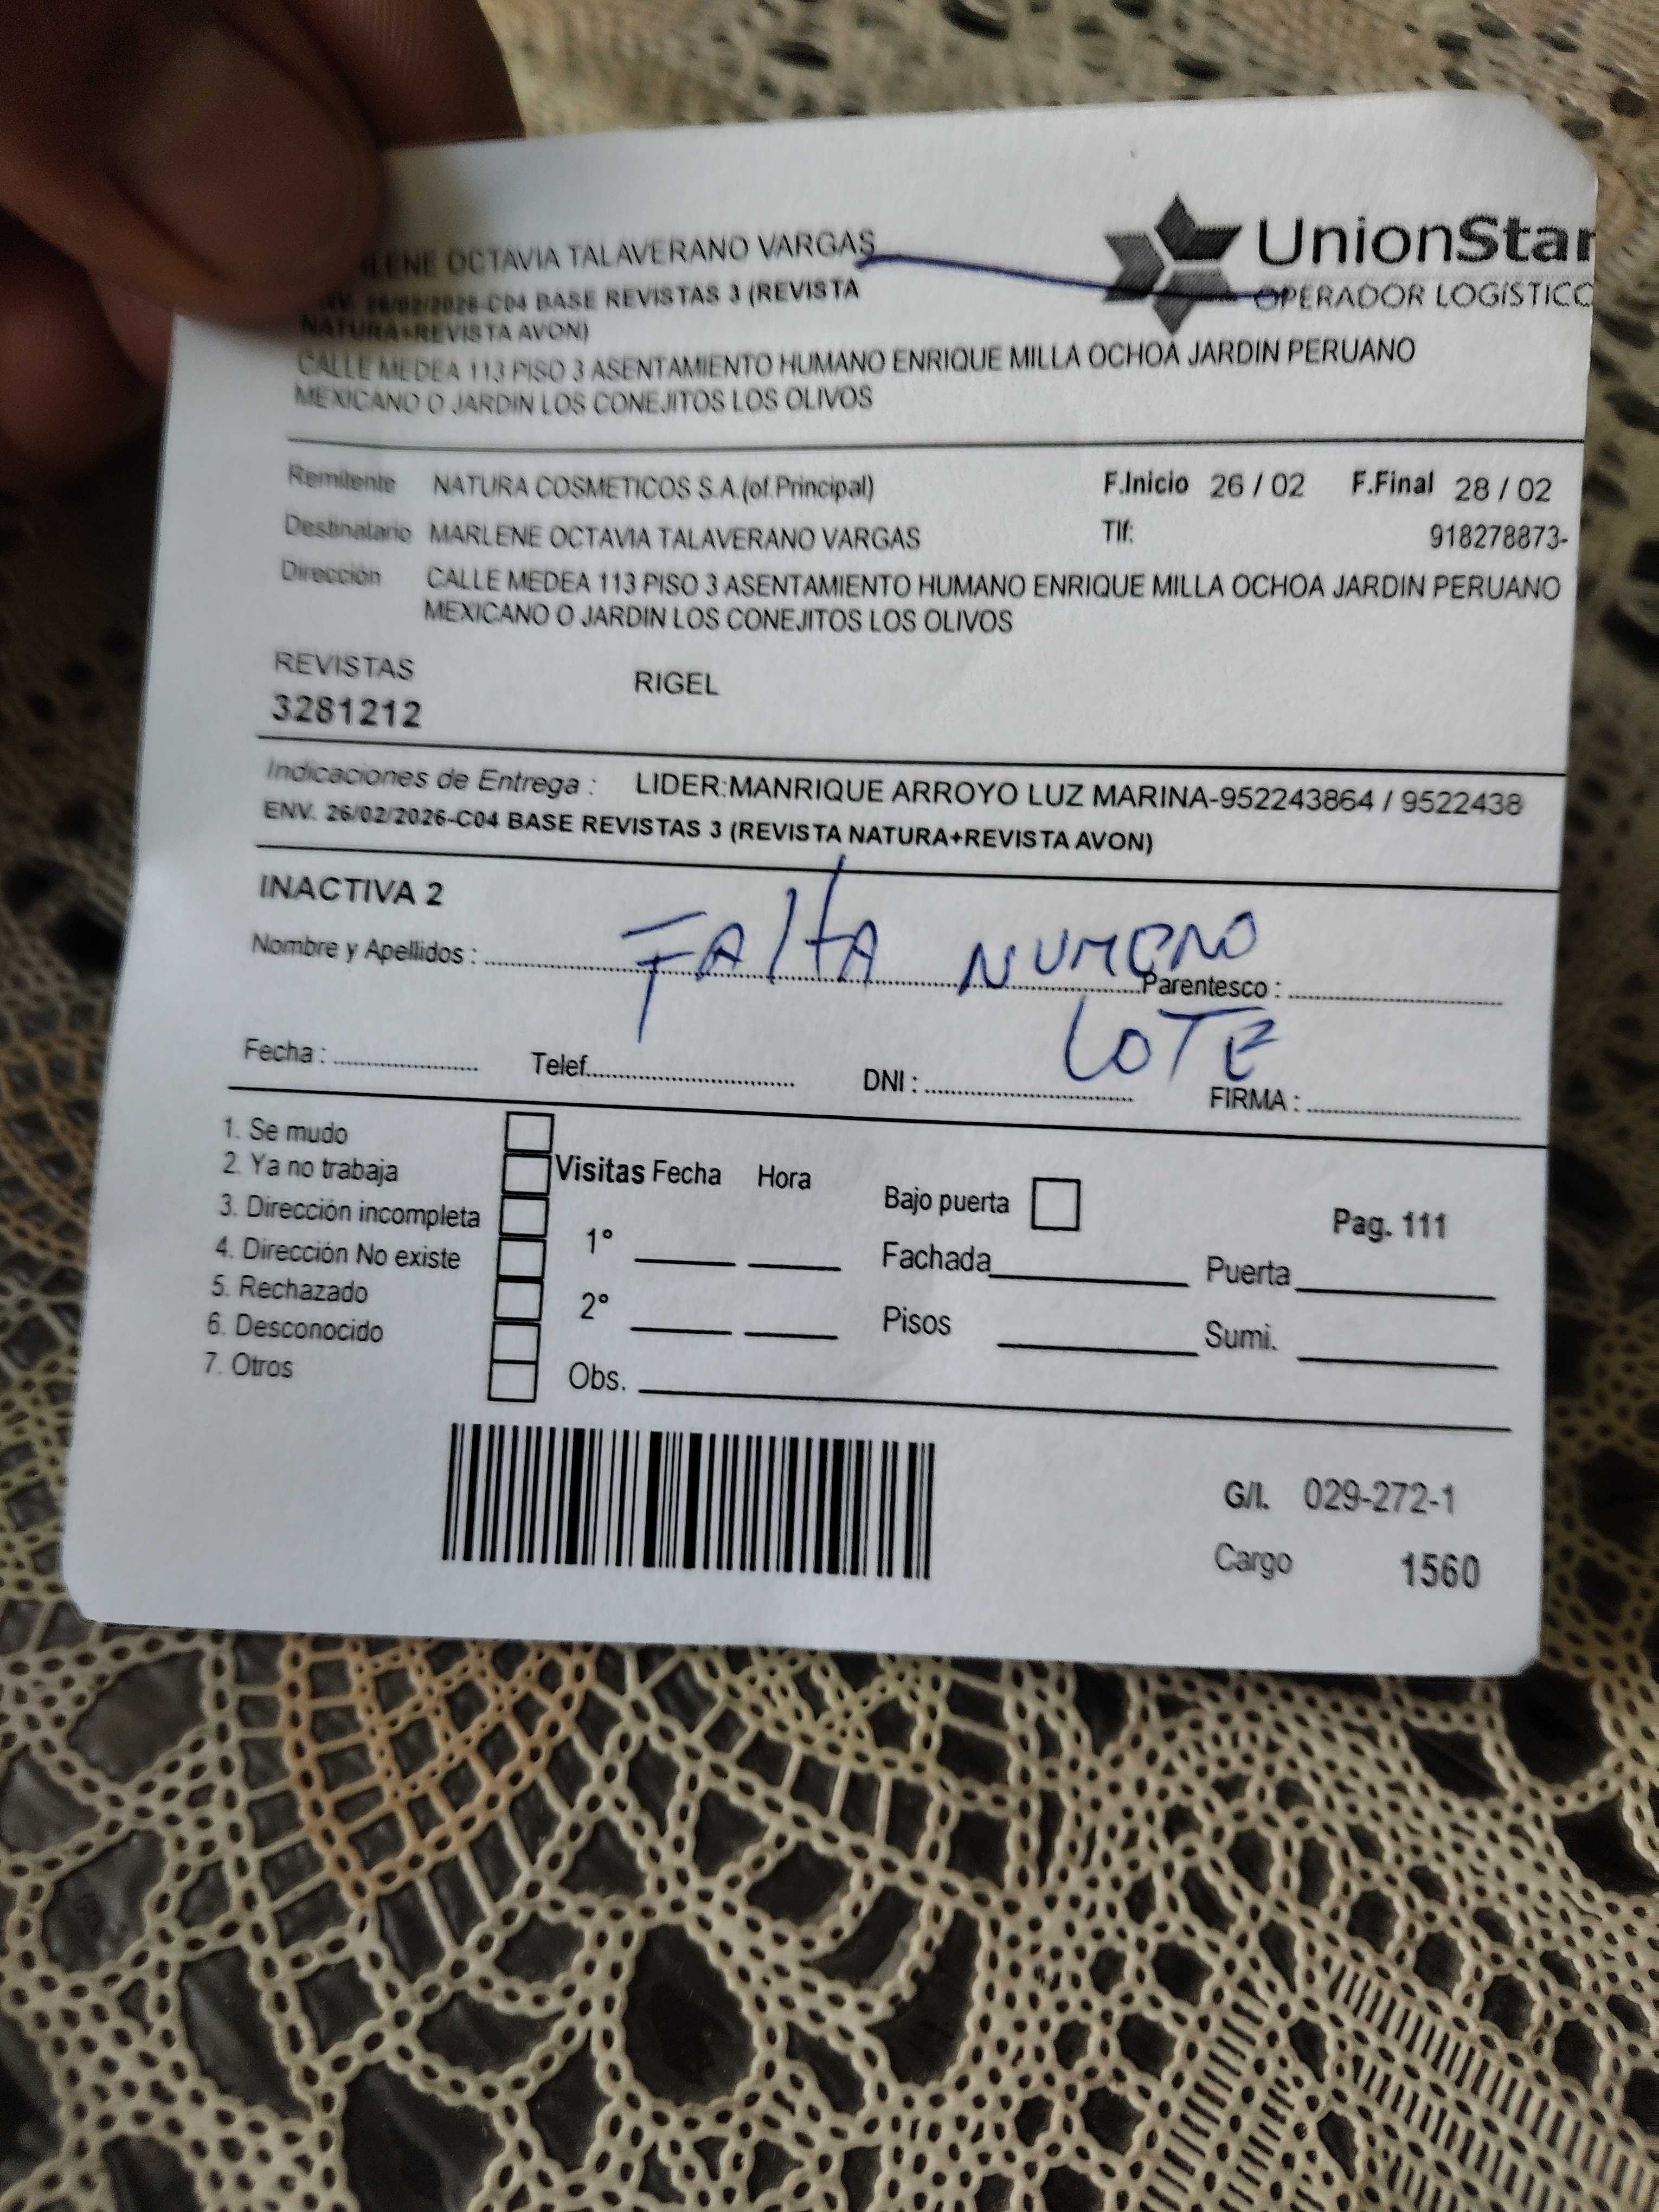 OCTAVIA TALAVERANO VARGAS
UnionStar
OPERADOR LOGÍSTICO
ENV. 26/02/2026-C04 BASE REVISTAS 3 (REVISTA
NATURA+REVISTA AVON)
CALLE MEDEA 113 PISO 3 ASENTAMIENTO HUMANO ENRIQUE MILLA OCHOA JARDIN PERUANO
MEXICANO O JARDIN LOS CONEJITOS LOS OLIVOS
Remitente NATURA COSMETICOS S.A.(of.Principal) F.Inicio 26 / 02 F.Final 28 / 02
Destinatario MARLENE OCTAVIA TALAVERANO VARGAS Tlf: 918278873-
Dirección CALLE MEDEA 113 PISO 3 ASENTAMIENTO HUMANO ENRIQUE MILLA OCHOA JARDIN PERUANO
MEXICANO O JARDIN LOS CONEJITOS LOS OLIVOS
REVISTAS RIGEL
3281212
Indicaciones de Entrega : LIDER:MANRIQUE ARROYO LUZ MARINA-952243864 / 9522438
ENV. 26/02/2026-C04 BASE REVISTAS 3 (REVISTA NATURA+REVISTA AVON)
INACTIVA 2
FALTA NUMERO
Nombre y Apellidos : Parentesco :
LOTE
Fecha : Telef. DNI : FIRMA :
1. Se mudo
2. Ya no trabaja Visitas Fecha Hora Bajo puerta Pag. 111
3. Dirección incompleta
4. Dirección No existe 1° Fachada Puerta
5. Rechazado
6. Desconocido 2° Pisos Sumi.
7. Otros Obs.
G/I. 029-272-1
Cargo 1560